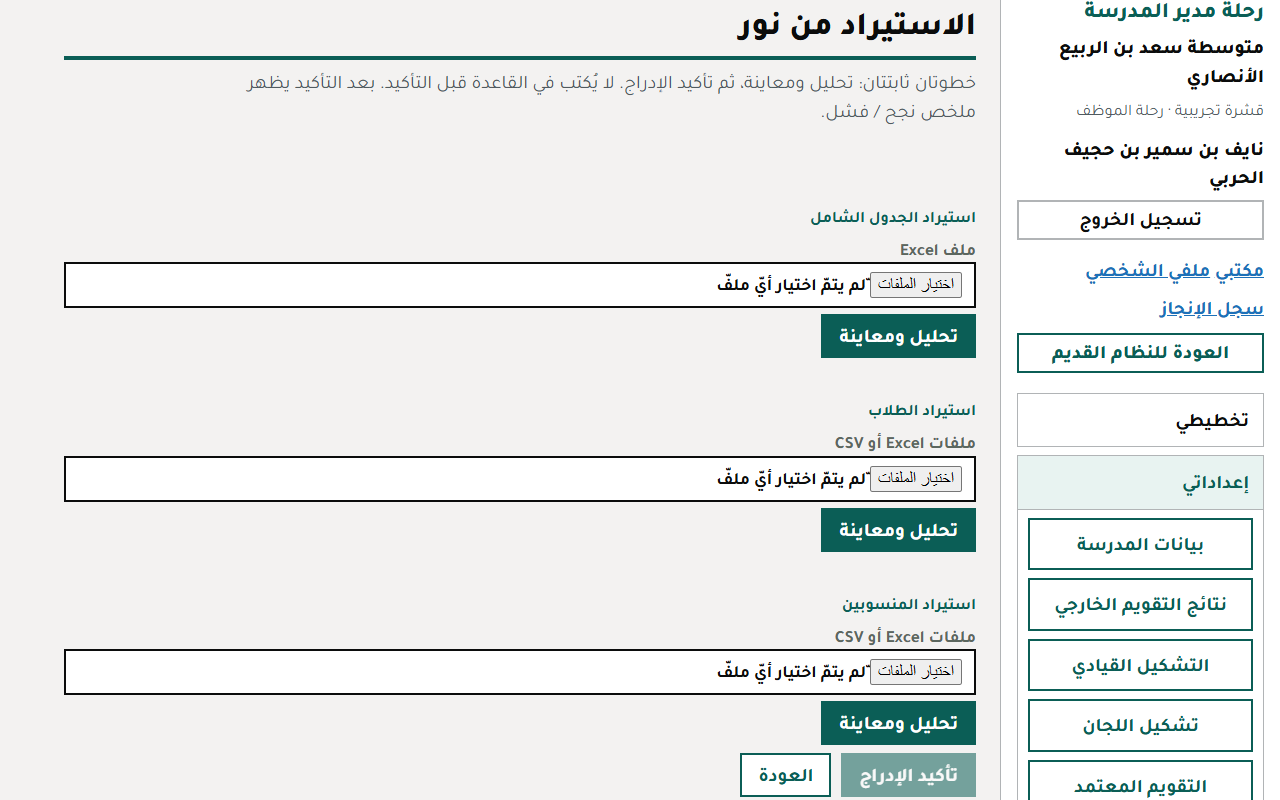 رحلة مدير المدرسة
متوسطة سعد بن الربيع
الأنصاري
قشرة تجريبية · رحلة الموظف
نايف بن سمير بن حجيف
الحربي
تسجيل الخروج
مكتبي ملفي الشخصي
سجل الإنجاز
العودة للنظام القديم
تخطيطي
إعداداتي
بيانات المدرسة
نتائج التقويم الخارجي
التشكيل القيادي
تشكيل اللجان
التقويم المعتمد
الاستيراد من نور
خطوتان ثابتتان: تحليل ومعاينة، ثم تأكيد الإدراج. لا يُكتب في القاعدة قبل التأكيد. بعد التأكيد يظهر
ملخص نجح / فشل.
استيراد الجدول الشامل
ملف Excel
اختيار الملفات لم يتمّ اختيار أيّ ملفّ
تحليل ومعاينة
استيراد الطلاب
ملفات Excel أو CSV
اختيار الملفات لم يتمّ اختيار أيّ ملفّ
تحليل ومعاينة
استيراد المنسوبين
ملفات Excel أو CSV
اختيار الملفات لم يتمّ اختيار أيّ ملفّ
تحليل ومعاينة
تأكيد الإدراج العودة